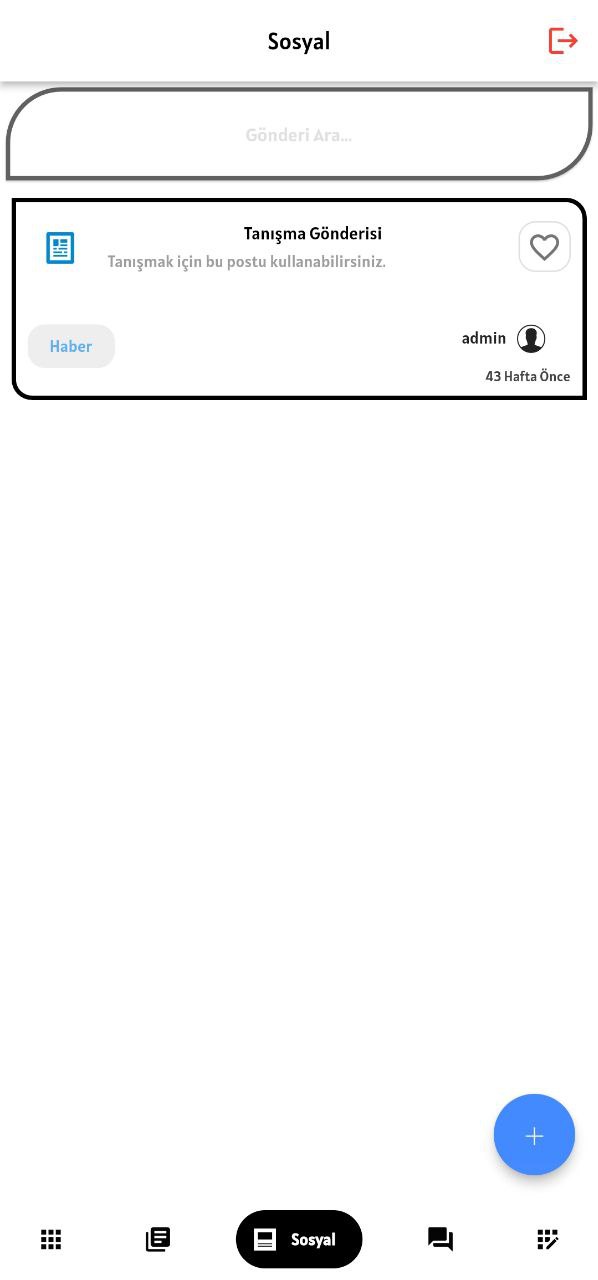 Sosyal
Gönderi Ara...
Tanışma Gönderisi
Tanışmak için bu postu kullanabilirsiniz.
Haber
admin
43 Hafta Önce
Sosyal